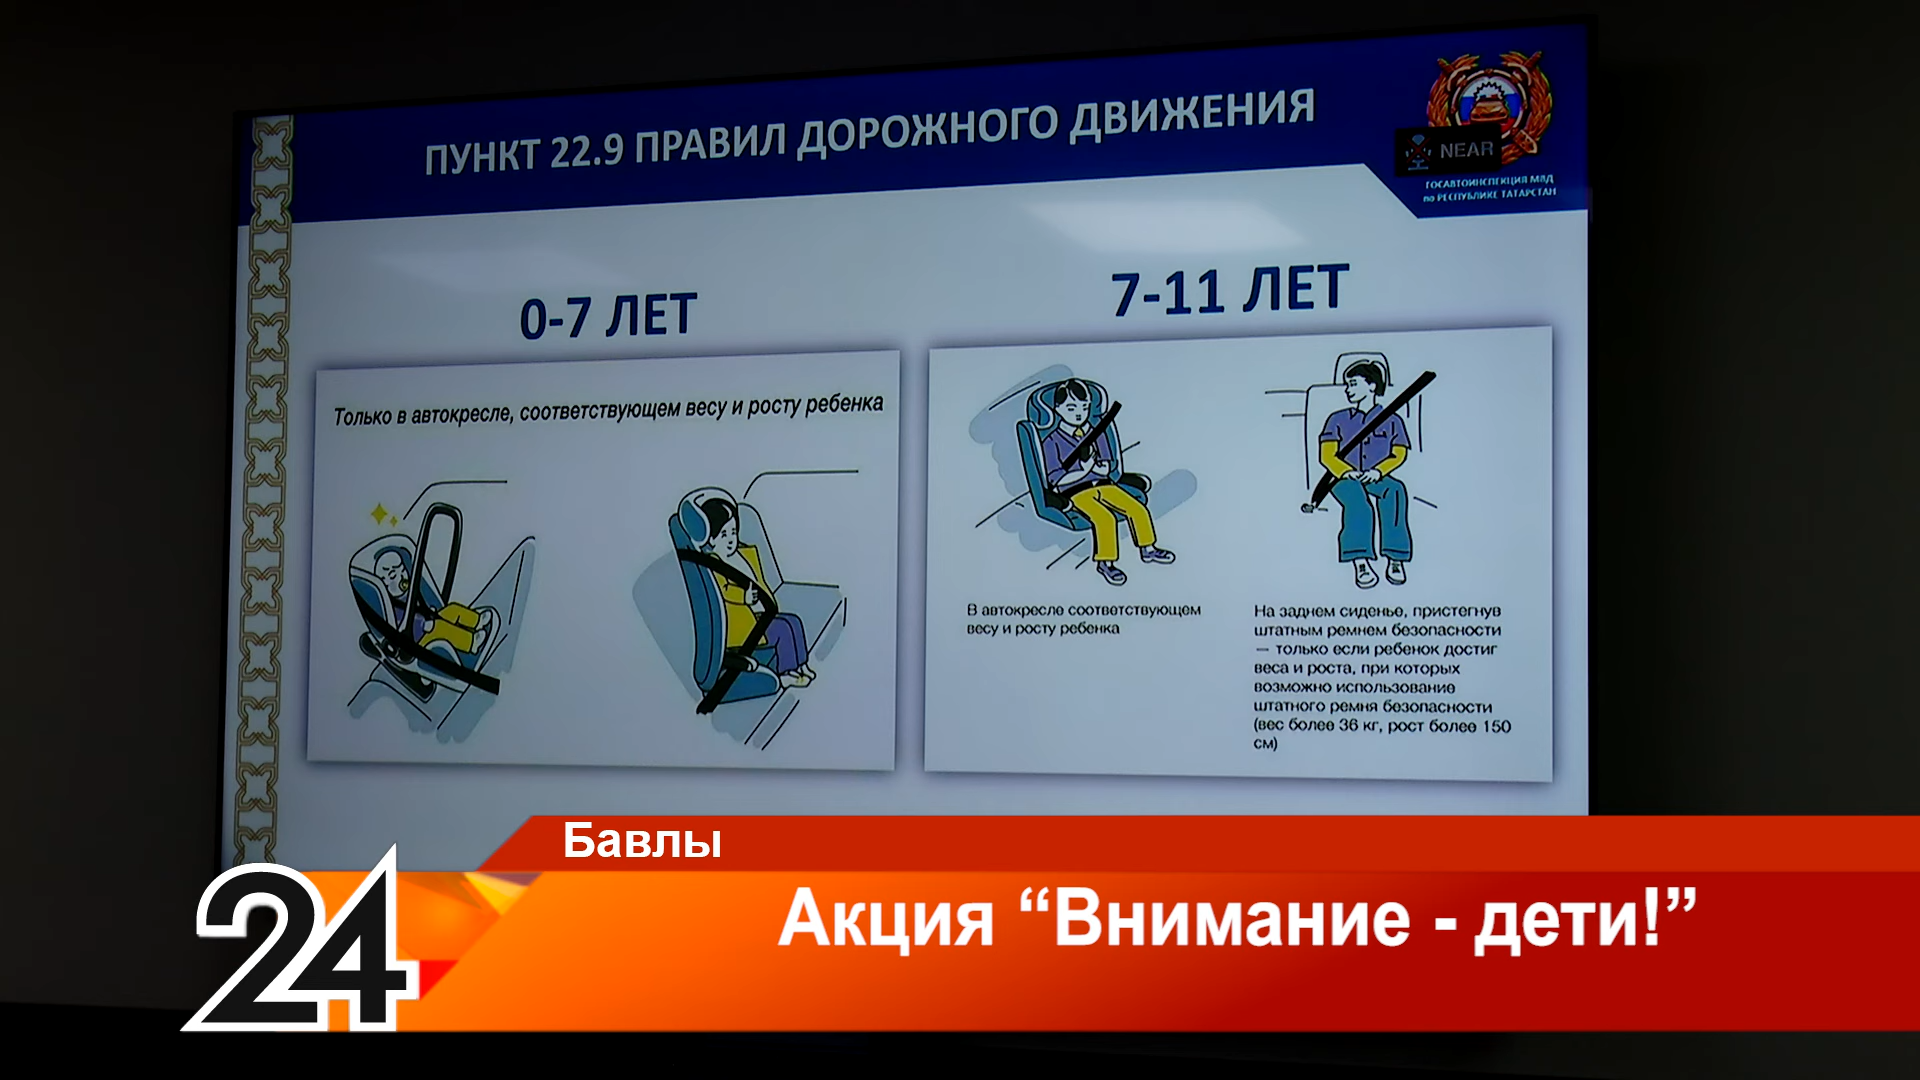 ПУНКТ 22.9 ПРАВИЛ ДОРОЖНОГО ДВИЖЕНИЯ
NEAR
ГОСАВТОИНСПЕКЦИЯ МВД
по РЕСПУБЛИКЕ ТАТАРСТАН
0-7 ЛЕТ
7-11 ЛЕТ
Только в автокресле, соответствующем весу и росту ребенка
В автокресле соответствующем
весу и росту ребенка
На заднем сиденье, пристегнув
штатным ремнем безопасности
— только если ребенок достиг
веса и роста, при которых
возможно использование
штатного ремня безопасности
(вес более 36 кг, рост более 150
см)
Бавлы
24
Акция “Внимание - дети!”